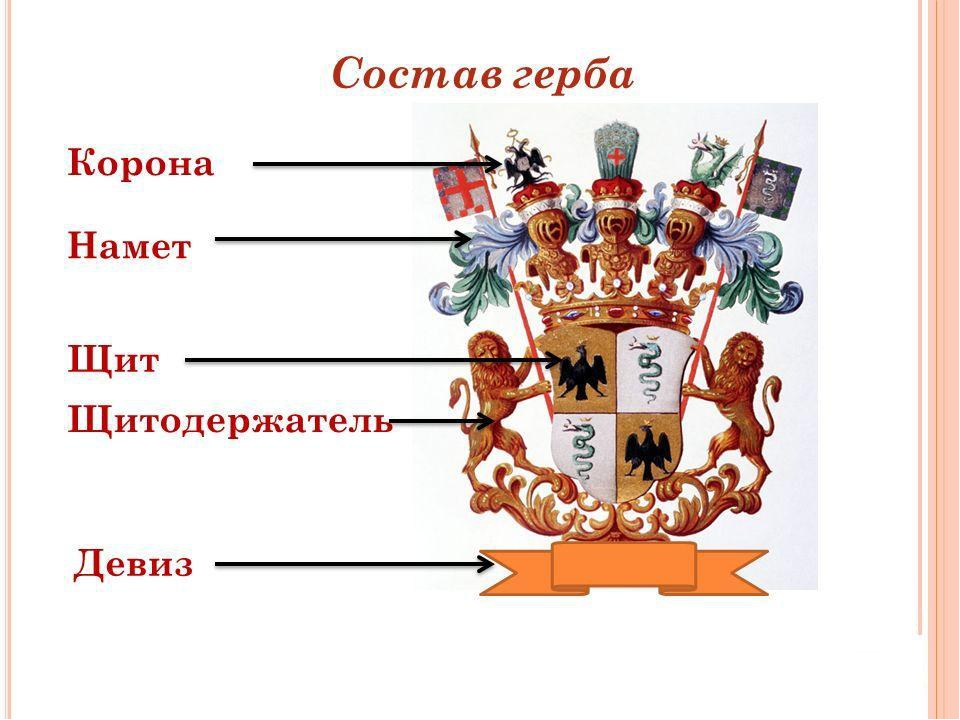 Состав герба
Корона
Намет
Щит
Щитодержатель
Девиз